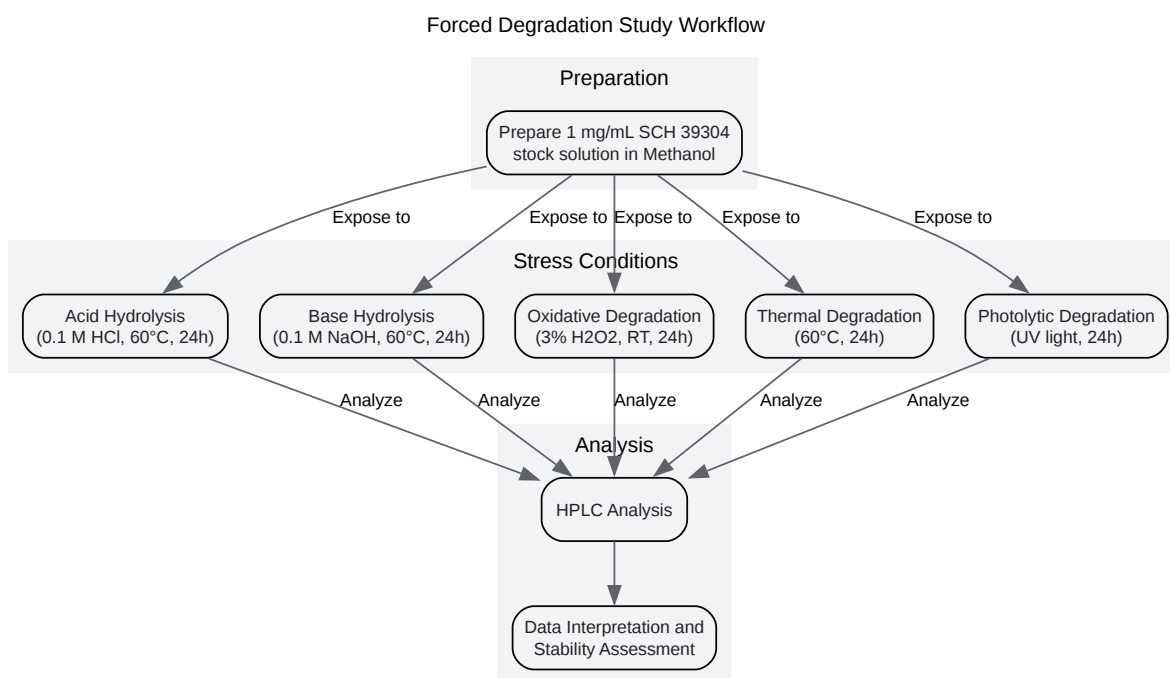 Forced Degradation Study Workflow
Preparation
Prepare 1 mg/mL SCH 39304
stock solution in Methanol
Expose to
Expose to
Expose to
Expose to
Expose to
Stress Conditions
Acid Hydrolysis
(0.1 M HCl, 60°C, 24h)
Base Hydrolysis
(0.1 M NaOH, 60°C, 24h)
Oxidative Degradation
(3% H2O2, RT, 24h)
Thermal Degradation
(60°C, 24h)
Photolytic Degradation
(UV light, 24h)
Analyze
Analyze
Analyze
Analyze
Analyze
Analysis
HPLC Analysis
Data Interpretation and
Stability Assessment